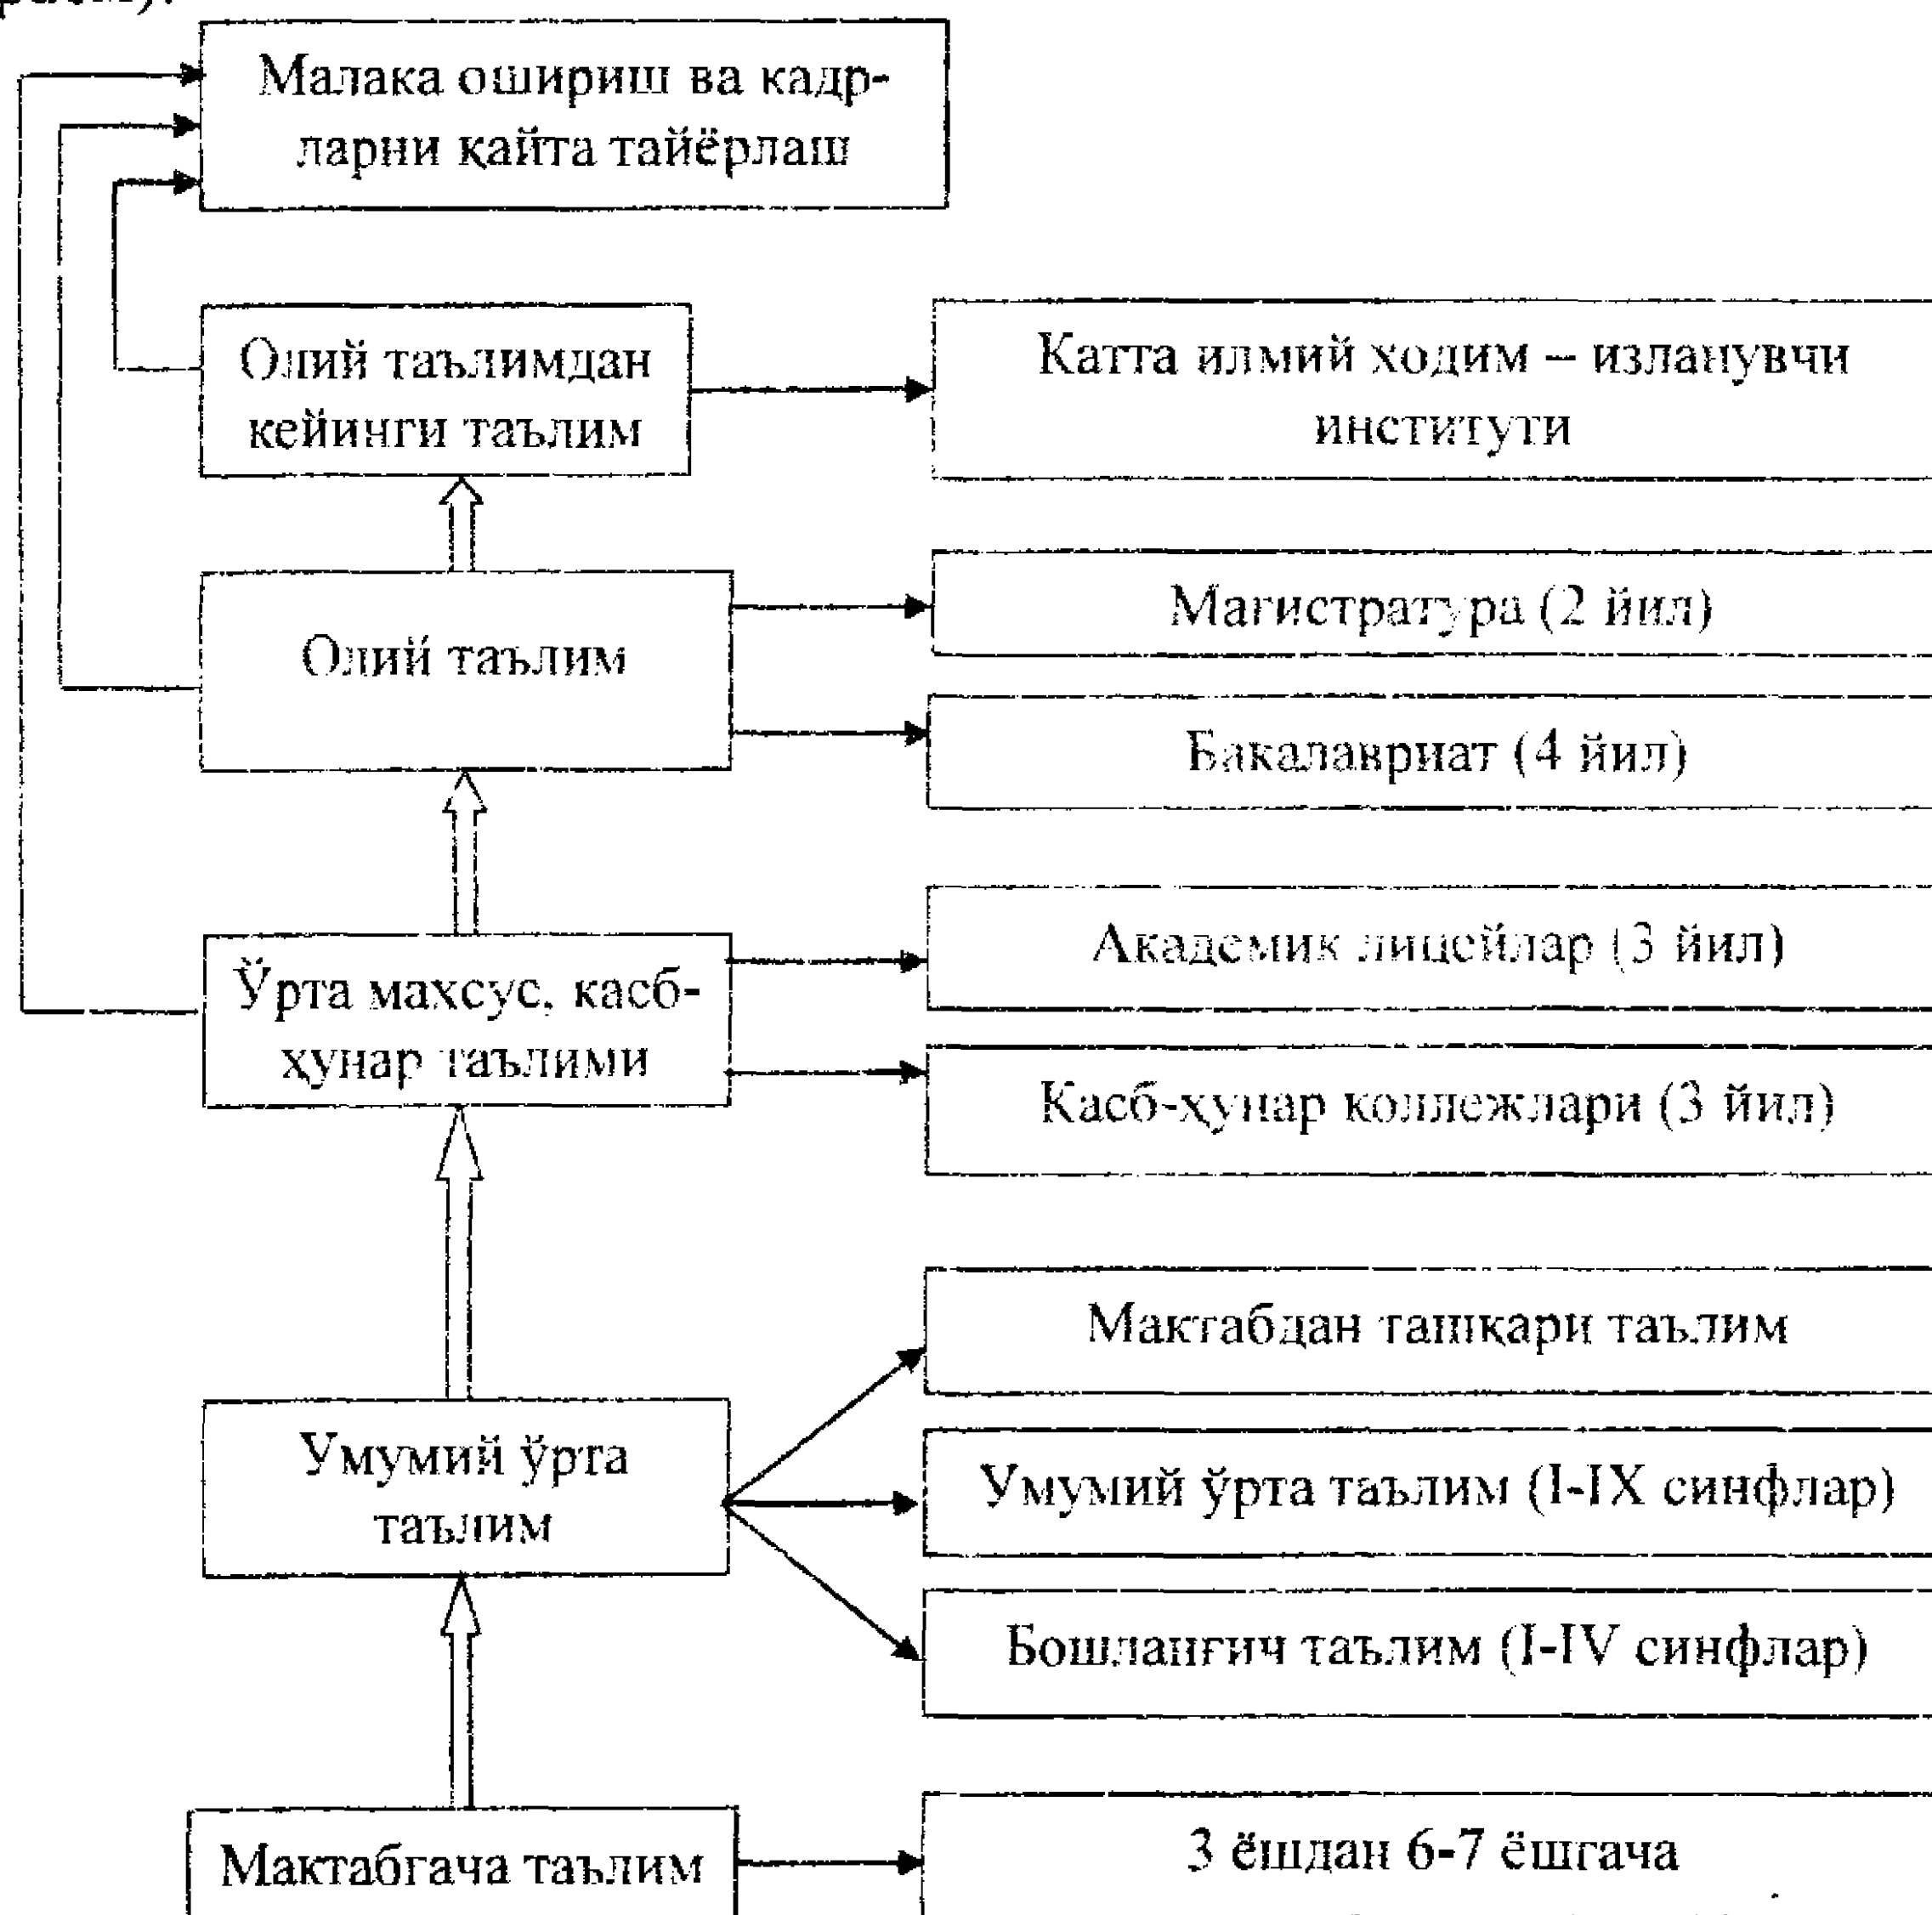 Малака ошириш ва кадр-
ларни қайта тайёрлаш
Олий таълимдан
кейинги таълим
Катта илмий ходим – изланувчи
институти
Олий таълим
Магистратура (2 йил)
Бакалавриат (4 йил)
Ўрта махсус, касб-
ҳунар таълими
Академик лицейлар (3 йил)
Касб-ҳунар коллежлари (3 йил)
Умумий ўрта
таълим
Мактабдан ташқари таълим
Умумий ўрта таълим (I-IX синфлар)
Бошланғич таълим (I-IV синфлар)
Мактабгача таълим
3 ёшдан 6-7 ёшгача